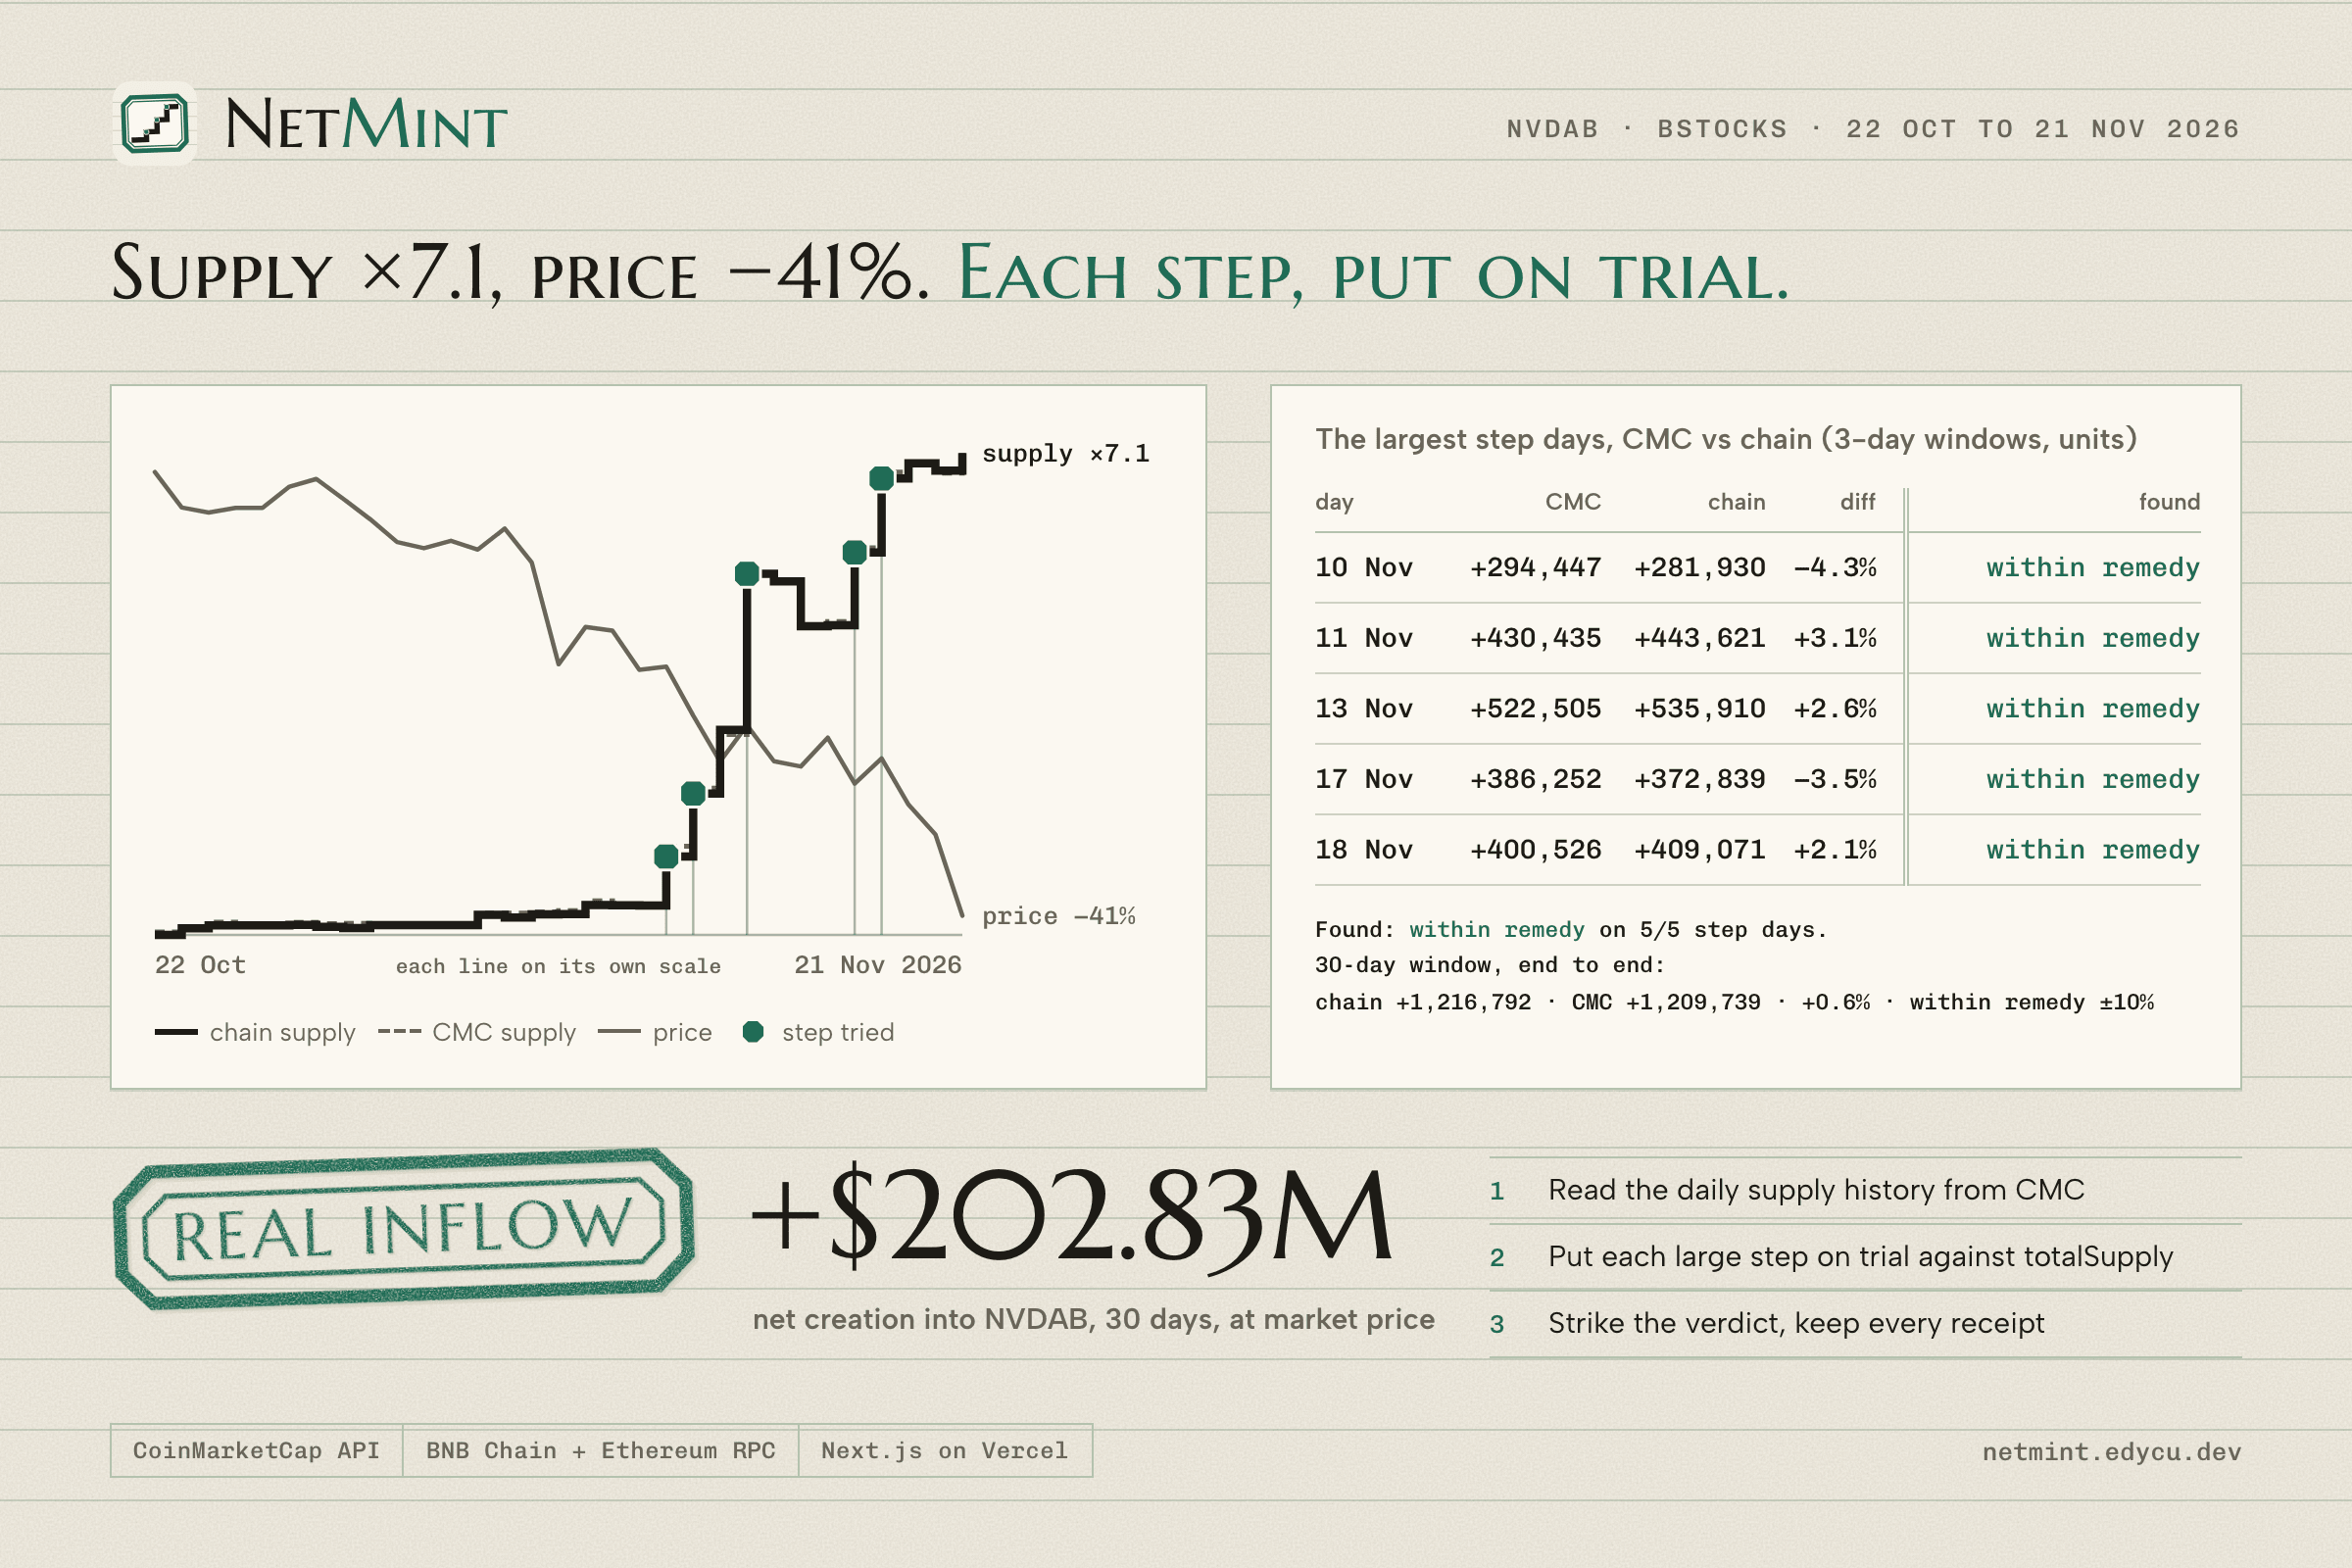 NetMint
NVDAB · BSTOCKS · 22 OCT TO 21 NOV 2026
Supply ×7.1, price −41%. Each step, put on trial.
supply ×7.1
price −41%
22 Oct
each line on its own scale
21 Nov 2026
chain supply
CMC supply
price
step tried
The largest step days, CMC vs chain (3-day windows, units)
day CMC chain diff found
10 Nov +294,447 +281,930 −4.3% within remedy
11 Nov +430,435 +443,621 +3.1% within remedy
13 Nov +522,505 +535,910 +2.6% within remedy
17 Nov +386,252 +372,839 −3.5% within remedy
18 Nov +400,526 +409,071 +2.1% within remedy
Found: within remedy on 5/5 step days.
30-day window, end to end:
chain +1,216,792 · CMC +1,209,739 · +0.6% · within remedy ±10%
REAL INFLOW
+$202.83M
net creation into NVDAB, 30 days, at market price
1 Read the daily supply history from CMC
2 Put each large step on trial against totalSupply
3 Strike the verdict, keep every receipt
CoinMarketCap API
BNB Chain + Ethereum RPC
Next.js on Vercel
netmint.edycu.dev